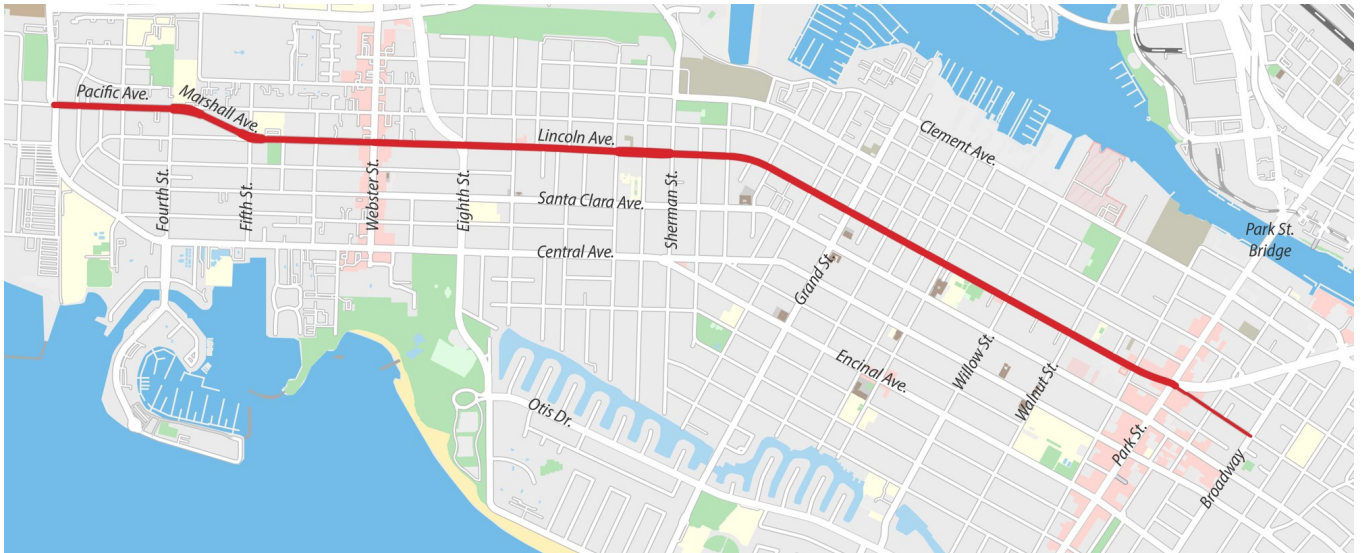 Pacific Ave.
Marshall Ave.
Lincoln Ave.
Clement Ave.
Fourth St.
Fifth St.
Webster St.
Eighth St.
Santa Clara Ave.
Sherman St.
Central Ave.
Grand St.
Park St.
Bridge
Encinal Ave.
Willow St.
Walnut St.
Otis Dr.
Park St.
Broadway